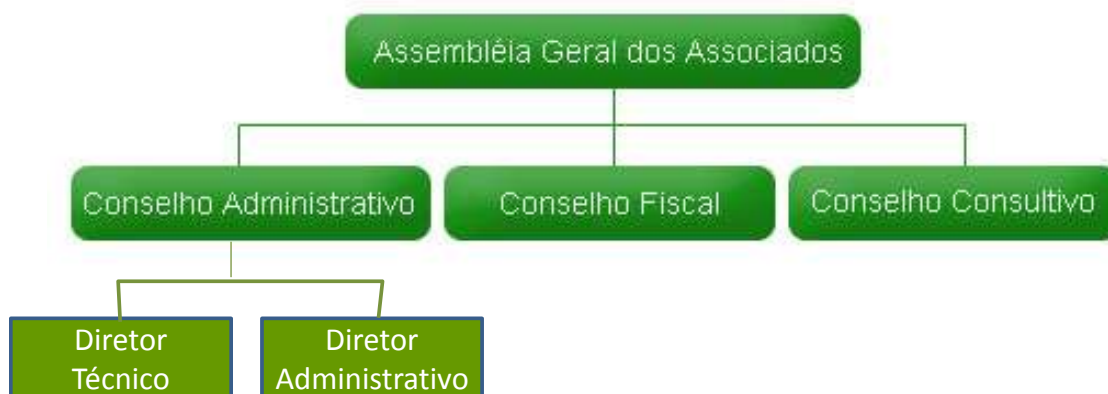 Assembléia Geral dos Associados
Conselho Administrativo
Conselho Fiscal
Conselho Consultivo
Diretor
Técnico
Diretor
Administrativo